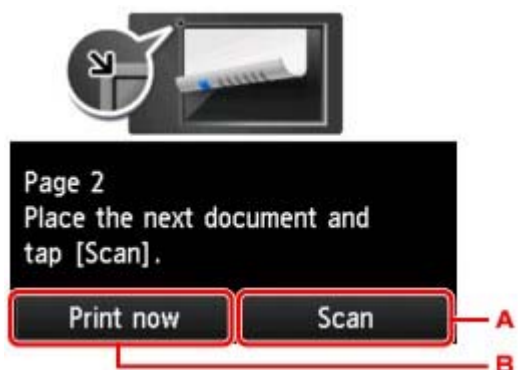 Page 2
Place the next document and
tap [Scan].
Print now Scan A
B